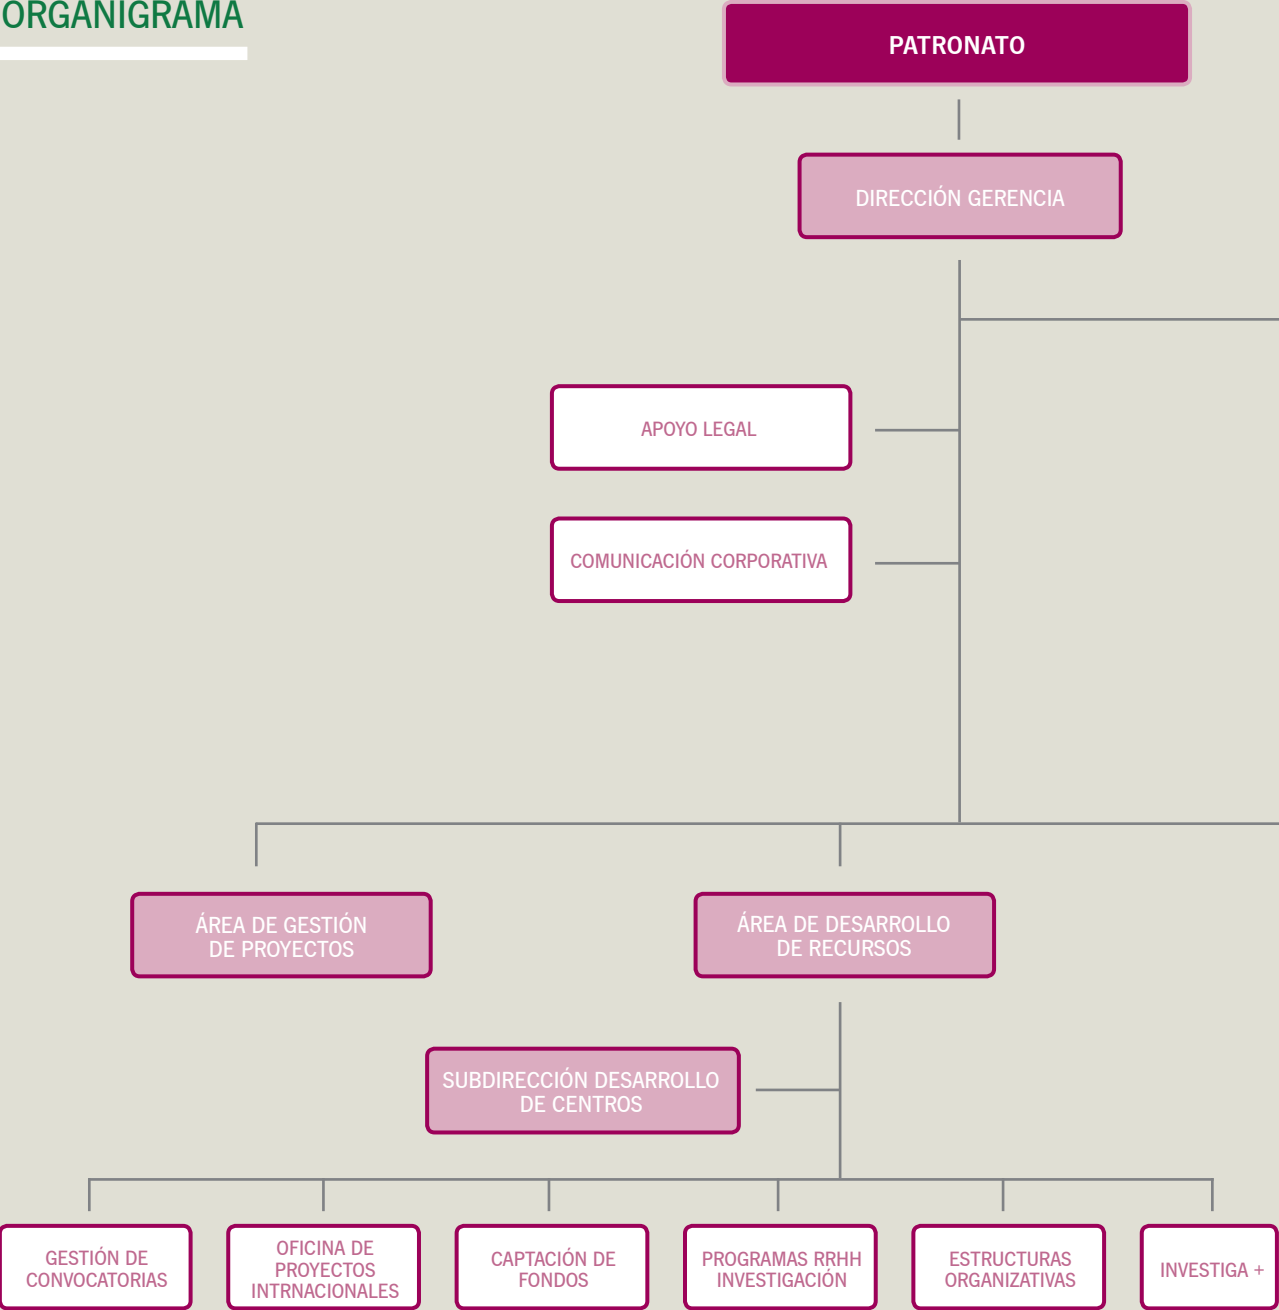 ORGANIGRAMA
PATRONATO
DIRECCIÓN GERENCIA
APOYO LEGAL
COMUNICACIÓN CORPORATIVA
ÁREA DE GESTIÓN
DE PROYECTOS
ÁREA DE DESARROLLO
DE RECURSOS
SUBDIRECCIÓN DESARROLLO
DE CENTROS
GESTIÓN DE
CONVOCATORIAS
OFICINA DE
PROYECTOS
INTRNACIONALES
CAPTACIÓN DE
FONDOS
PROGRAMAS RRHH
INVESTIGACIÓN
ESTRUCTURAS
ORGANIZATIVAS
INVESTIGA +